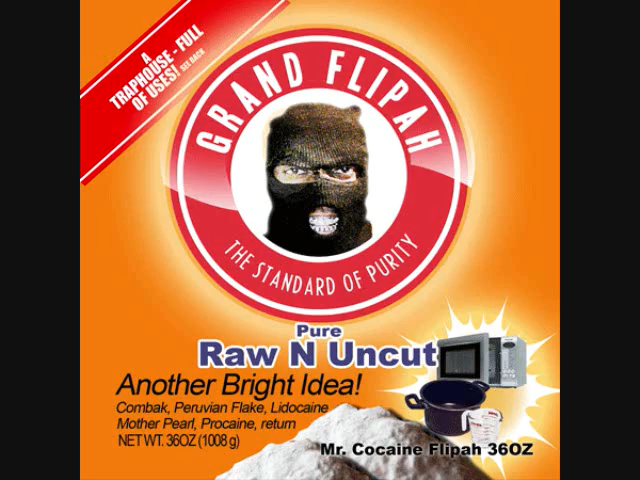 A
TRAPHOUSE - FULL
OF USES! SEE BACK
GRAND FLIPAH
THE STANDARD OF PURITY
Pure
Raw N Uncut
Another Bright Idea!
Combak, Peruvian Flake, Lidocaine
Mother Pearl, Procaine, return
NET WT. 36OZ (1008 g)
Mr. Cocaine Flipah 36OZ